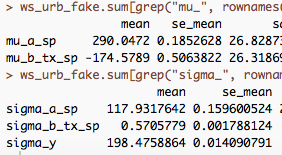 > ws_urb_fake.sum[grep("mu_", rownames
mean se_mean
mu_a_sp 290.0472 0.1852628 26.82873
mu_b_tx_sp -174.5789 0.5063822 26.31869
> ws_urb_fake.sum[grep("sigma_", rowna
mean se_mean
sigma_a_sp 117.9317642 0.159600524
sigma_b_tx_sp 0.5705779 0.001788124
sigma_y 198.4758864 0.014090791